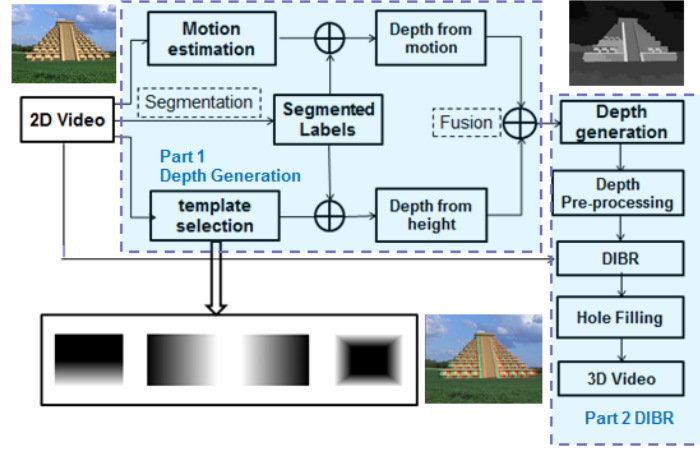 Motion
estimation
Depth from
motion
Segmentation
2D Video
Segmented
Labels
Fusion
Depth
generation
Part 1
Depth Generation
template
selection
Depth from
height
Depth
Pre-processing
DIBR
Hole Filling
3D Video
Part 2 DIBR